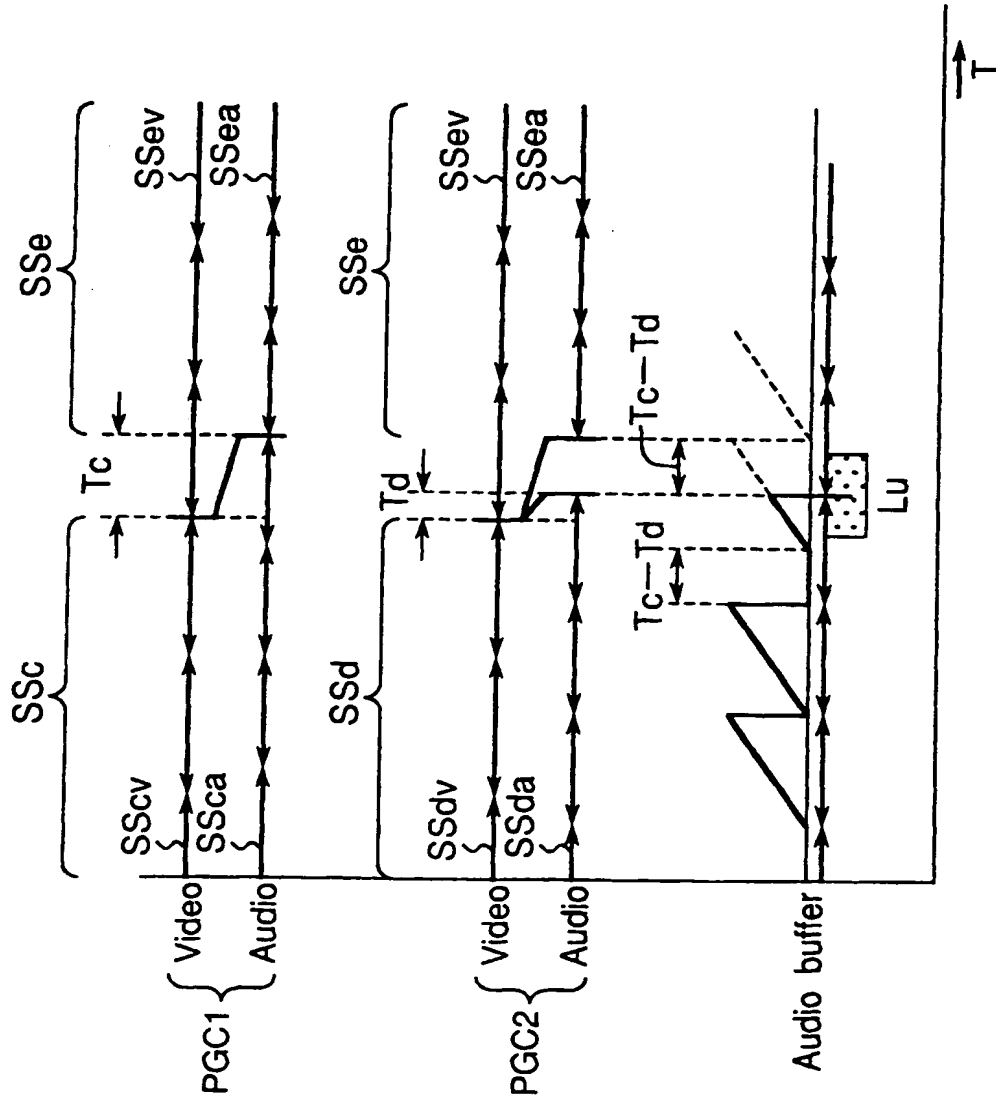 SSc
SSe
Tc
SScv
SSev
Video
SSca
SSea
Audio
PGC1
SSd
SSe
Td
SSdv
SSev
Video
SSda
SSea
Audio
PGC2
Tc—Td
Tc—Td
Audio buffer
Lu
T